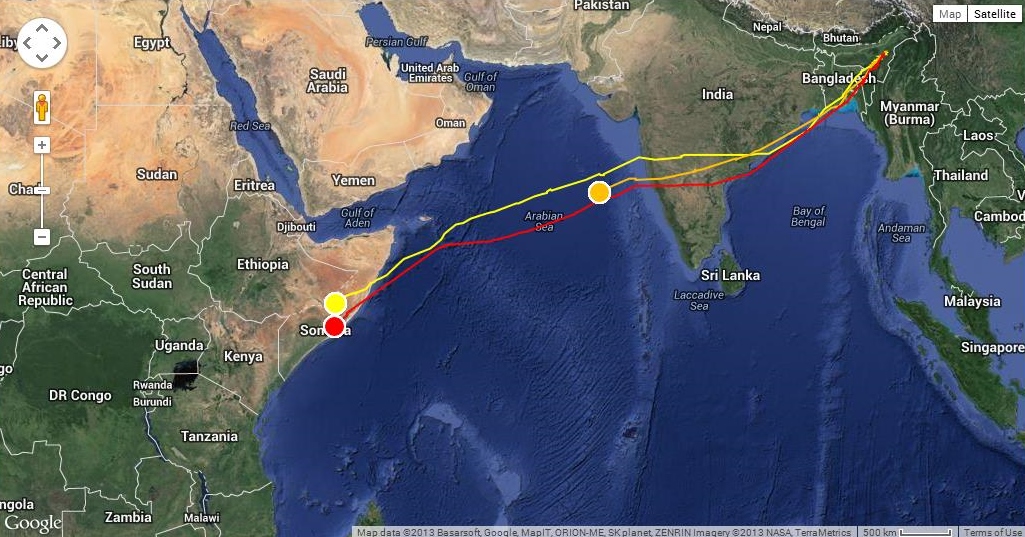 Pakistan
Map
Satellite
Nepal
Bhutan
Egypt
Persian Gulf
Saudi
Arabia
United Arab
Emirates
Gulf of
Oman
Bangladesh
India
Myanmar
(Burma)
Oman
Red Sea
Laos
Sudan
Yemen
Thailand
Eritrea
Gulf of
Aden
Arabian
Sea
Bay of
Bengal
Andaman
Sea
Djibouti
South
Sudan
Ethiopia
Central
African
Republic
Sri Lanka
Laccadive
Sea
Malaysia
Uganda
Kenya
Singapore
Rwanda
Burundi
DR Congo
Tanzania
Zambia
Malawi
Google
Map data ©2013 Basarsoft, Google, MapIT, ORION-ME, SK planet, ZENRIN Imagery ©2013 NASA, TerraMetrics
500 km
Terms of Use